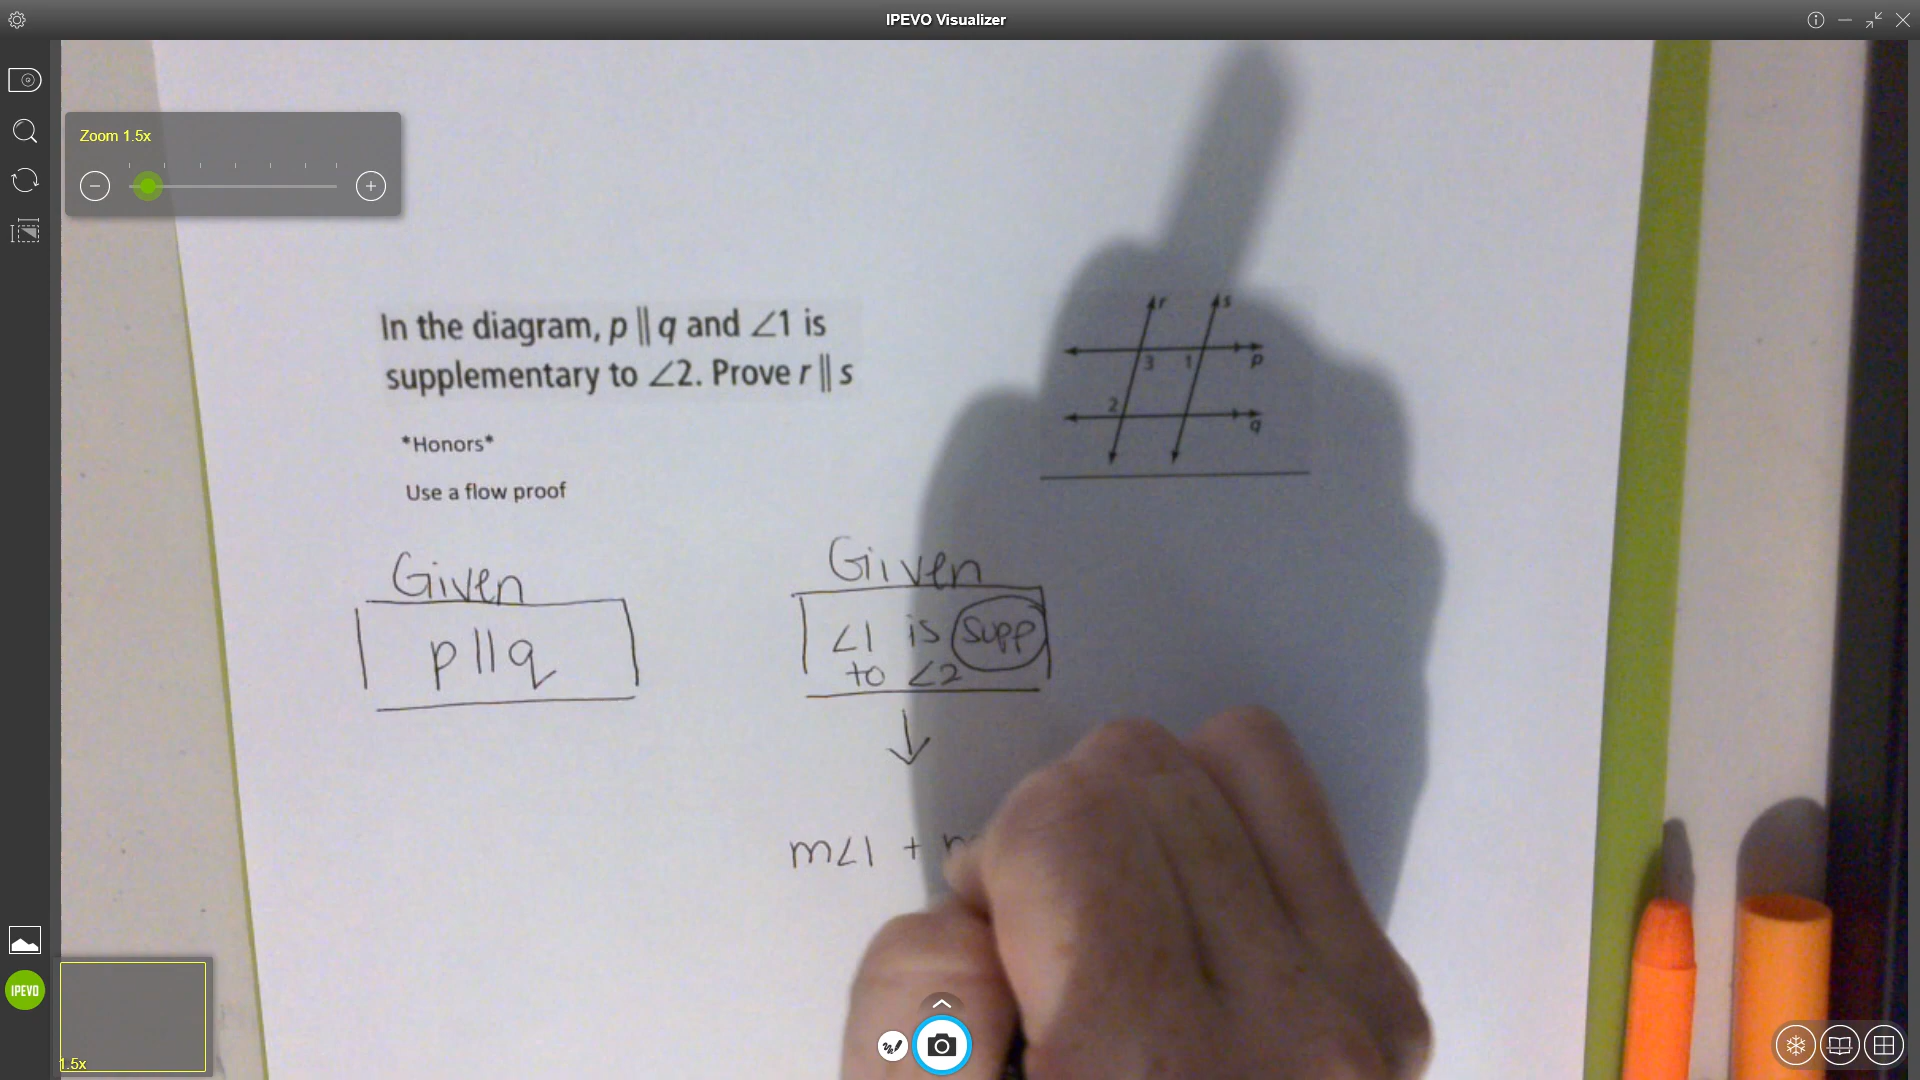 IPEVO Visualizer
Zoom 1.5x
In the diagram, p || q and ∠1 is
supplementary to ∠2. Prove r || s
*Honors*
Use a flow proof
r s
3 1 p
2
q
Given
p || q
Given
∠1 is supp
to ∠2
m∠1 +
IPEVO
1.5x